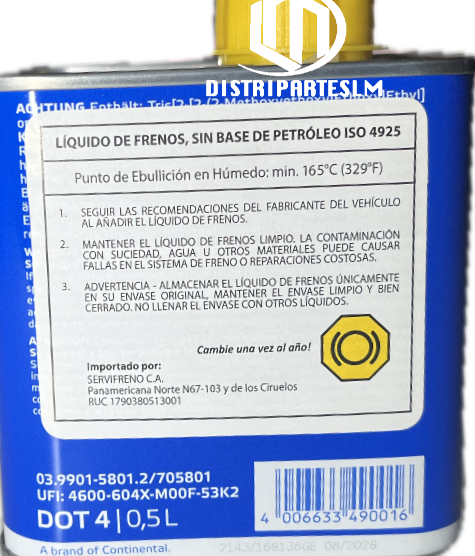 DISTRIPARTESLM
ACHTUNG Enthält: Tris[2-[2-(2-Methoxyethoxy)ethoxy]Ethyl]
LÍQUIDO DE FRENOS, SIN BASE DE PETRÓLEO ISO 4925
Punto de Ebullición en Húmedo: min. 165°C (329°F)
1. SEGUIR LAS RECOMENDACIONES DEL FABRICANTE DEL VEHÍCULO
AL AÑADIR EL LÍQUIDO DE FRENOS.
2. MANTENER EL LÍQUIDO DE FRENOS LIMPIO. LA CONTAMINACIÓN
CON SUCIEDAD, AGUA U OTROS MATERIALES PUEDE CAUSAR
FALLAS EN EL SISTEMA DE FRENO O REPARACIONES COSTOSAS.
3. ADVERTENCIA - ALMACENAR EL LÍQUIDO DE FRENOS ÚNICAMENTE
EN SU ENVASE ORIGINAL, MANTENER EL ENVASE LIMPIO Y BIEN
CERRADO. NO LLENAR EL ENVASE CON OTROS LÍQUIDOS.
Cambie una vez al año!
Importado por:
SERVIFRENO C.A.
Panamericana Norte N67-103 y de los Ciruelos
RUC 1790380513001
03.9901-5801.2/705801
UFI: 4600-604X-M00F-53K2
DOT 4 | 0,5 L
4 006633 490016
2143/168136GE 08/2028
A brand of Continental.